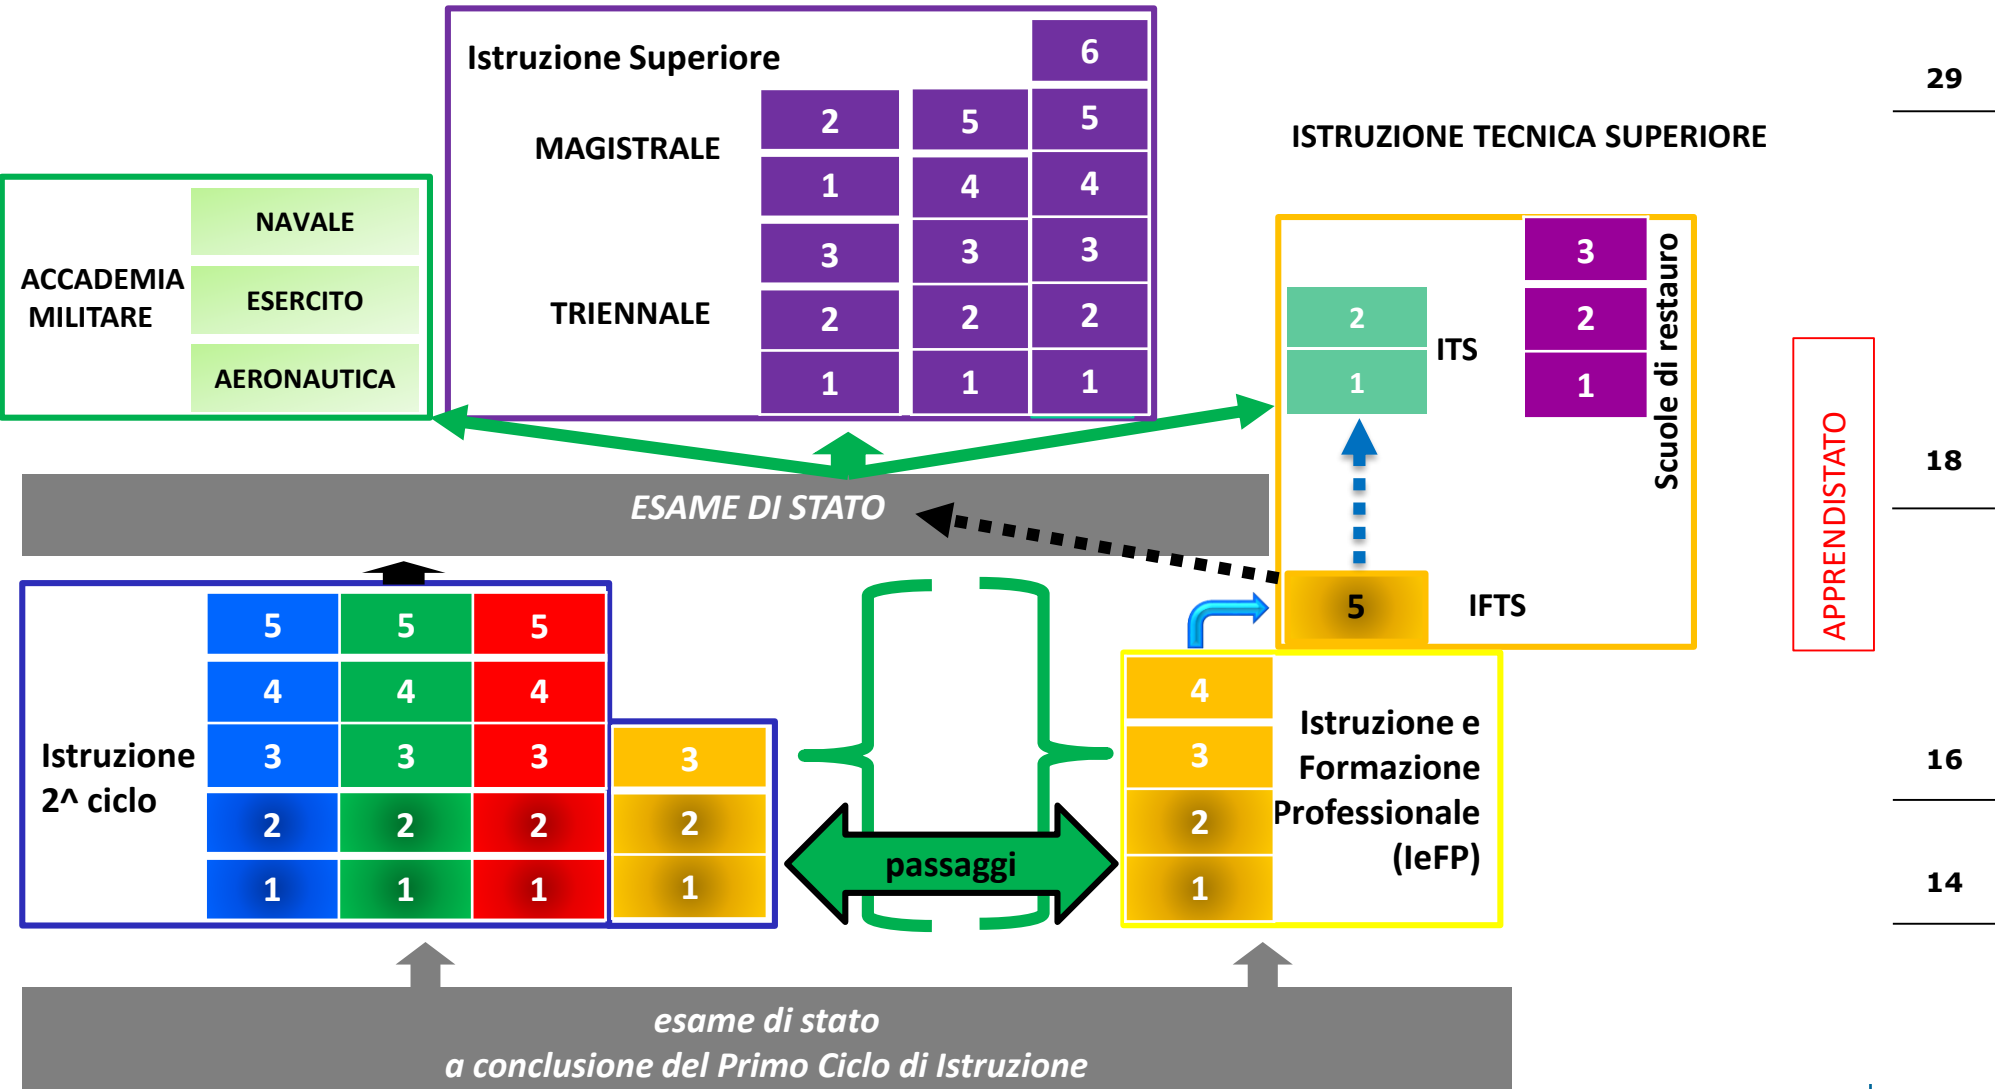 Istruzione Superiore
6
MAGISTRALE
2 5 5
1 4 4
TRIENNALE
3 3 3
2 2 2
1 1 1
ACCADEMIA
MILITARE
NAVALE
ESERCITO
AERONAUTICA
ISTRUZIONE TECNICA SUPERIORE
2
1
ITS
3
2
1
Scuole di restauro
5
IFTS
ESAME DI STATO
Istruzione
2^ ciclo
5 5 5
4 4 4
3 3 3 3
2 2 2 2
1 1 1 1
passaggi
4
3
2
1
Istruzione e
Formazione
Professionale
(IeFP)
esame di stato
a conclusione del Primo Ciclo di Istruzione
APPRENDISTATO
29
18
16
14